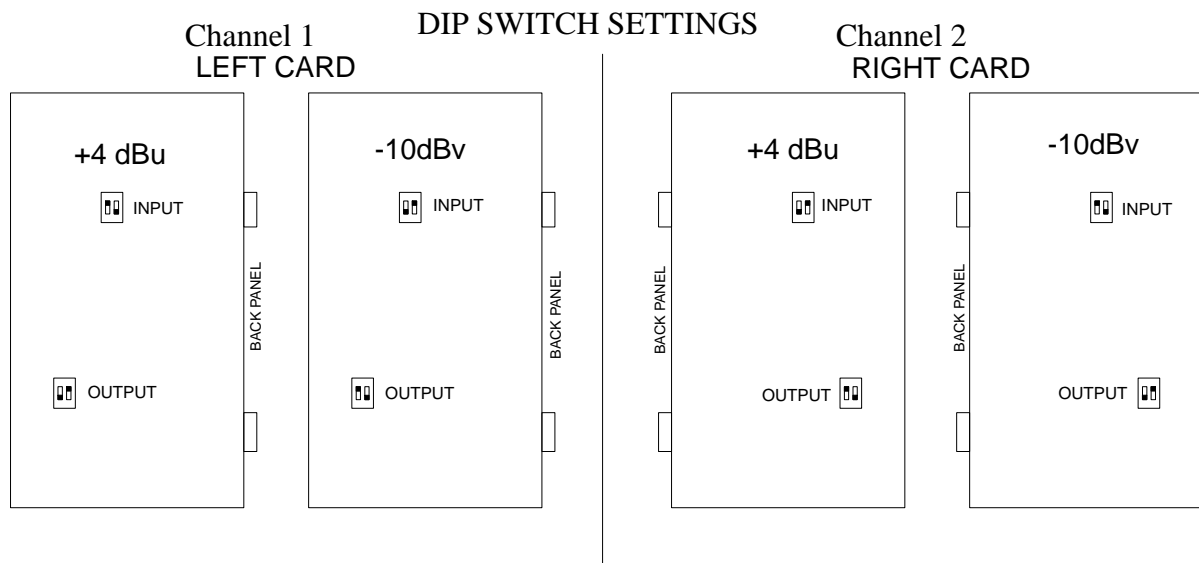 DIP SWITCH SETTINGS
Channel 1
LEFT CARD
+4 dBu
INPUT
OUTPUT
BACK PANEL
-10dBv
INPUT
OUTPUT
BACK PANEL
Channel 2
RIGHT CARD
+4 dBu
INPUT
OUTPUT
BACK PANEL
-10dBv
INPUT
OUTPUT
BACK PANEL